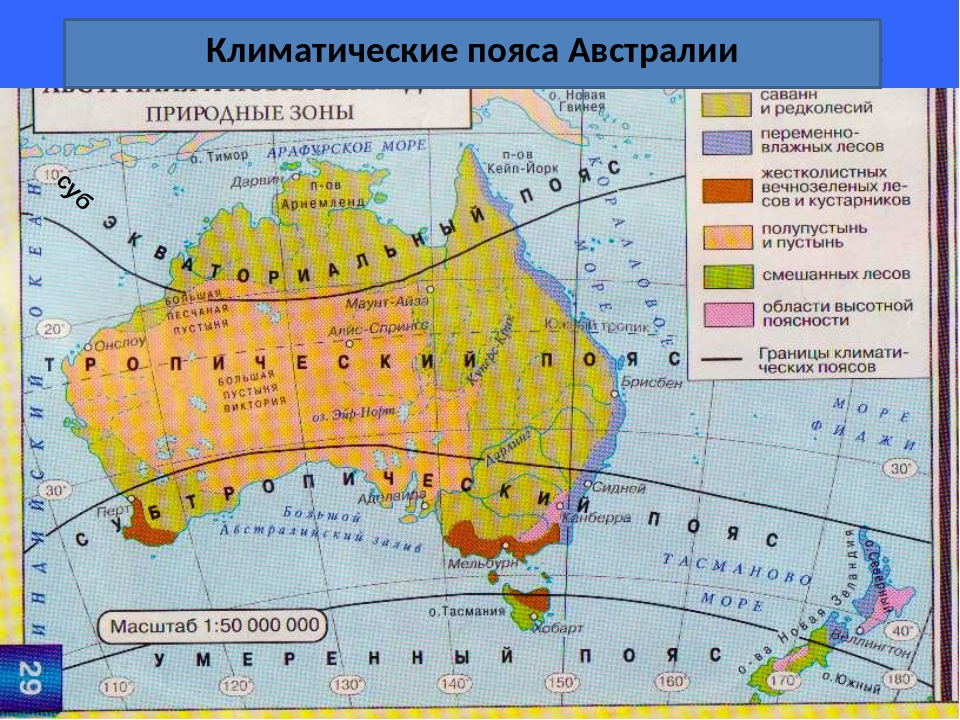 Климатические пояса Австралии
ПРИРОДНЫЕ ЗОНЫ
о. Новая
Гвинея
саванн
и редколесий
переменно-
влажных лесов
жестколистных
вечнозеленых ле-
сов и кустарников
полупустынь
и пустынь
смешанных лесов
области высотной
поясности
Границы климати-
ческих поясов
о. Тимор
АРАФУРСКОЕ МОРЕ
п-ов
Кейп-Йорк
10°
суб
Дарвин
п-ов
Арнемленд
ЭКВАТОРИАЛЬНЫЙ ПОЯС
КОРАЛЛОВОЕ
МОРЕ
БОЛЬШАЯ
ПЕСЧАНАЯ
ПУСТЫНЯ
Маунт-Айза
20°
Онслоу
Алис-Спрингс
Куперс-Крик
Южный тропик
ТРОПИЧЕСКИЙ ПОЯС
БОЛЬШАЯ
ПУСТЫНЯ
ВИКТОРИЯ
Брисбен
оз. Эйр-Норт
МОРЕ
ФИДЖИ
Дарлинг
30°
30°
Перт
СУБТРОПИЧЕСКИЙ ПОЯС
Аделаида
Сидней
Канберра
Большой
Австралийский залив
Мельбурн
ТАСМАНОВО
МОРЕ
ИНДИЙСКИЙ ОКЕАН
о.Тасмания
Хобарт
о.Северный
о-ва Новая Зеландия
Веллингтон
40°
о.Южный
Масштаб 1:50 000 000
УМЕРЕННЫЙ ПОЯС
29
110°
120°
130°
140°
150°
160°
170°
180°